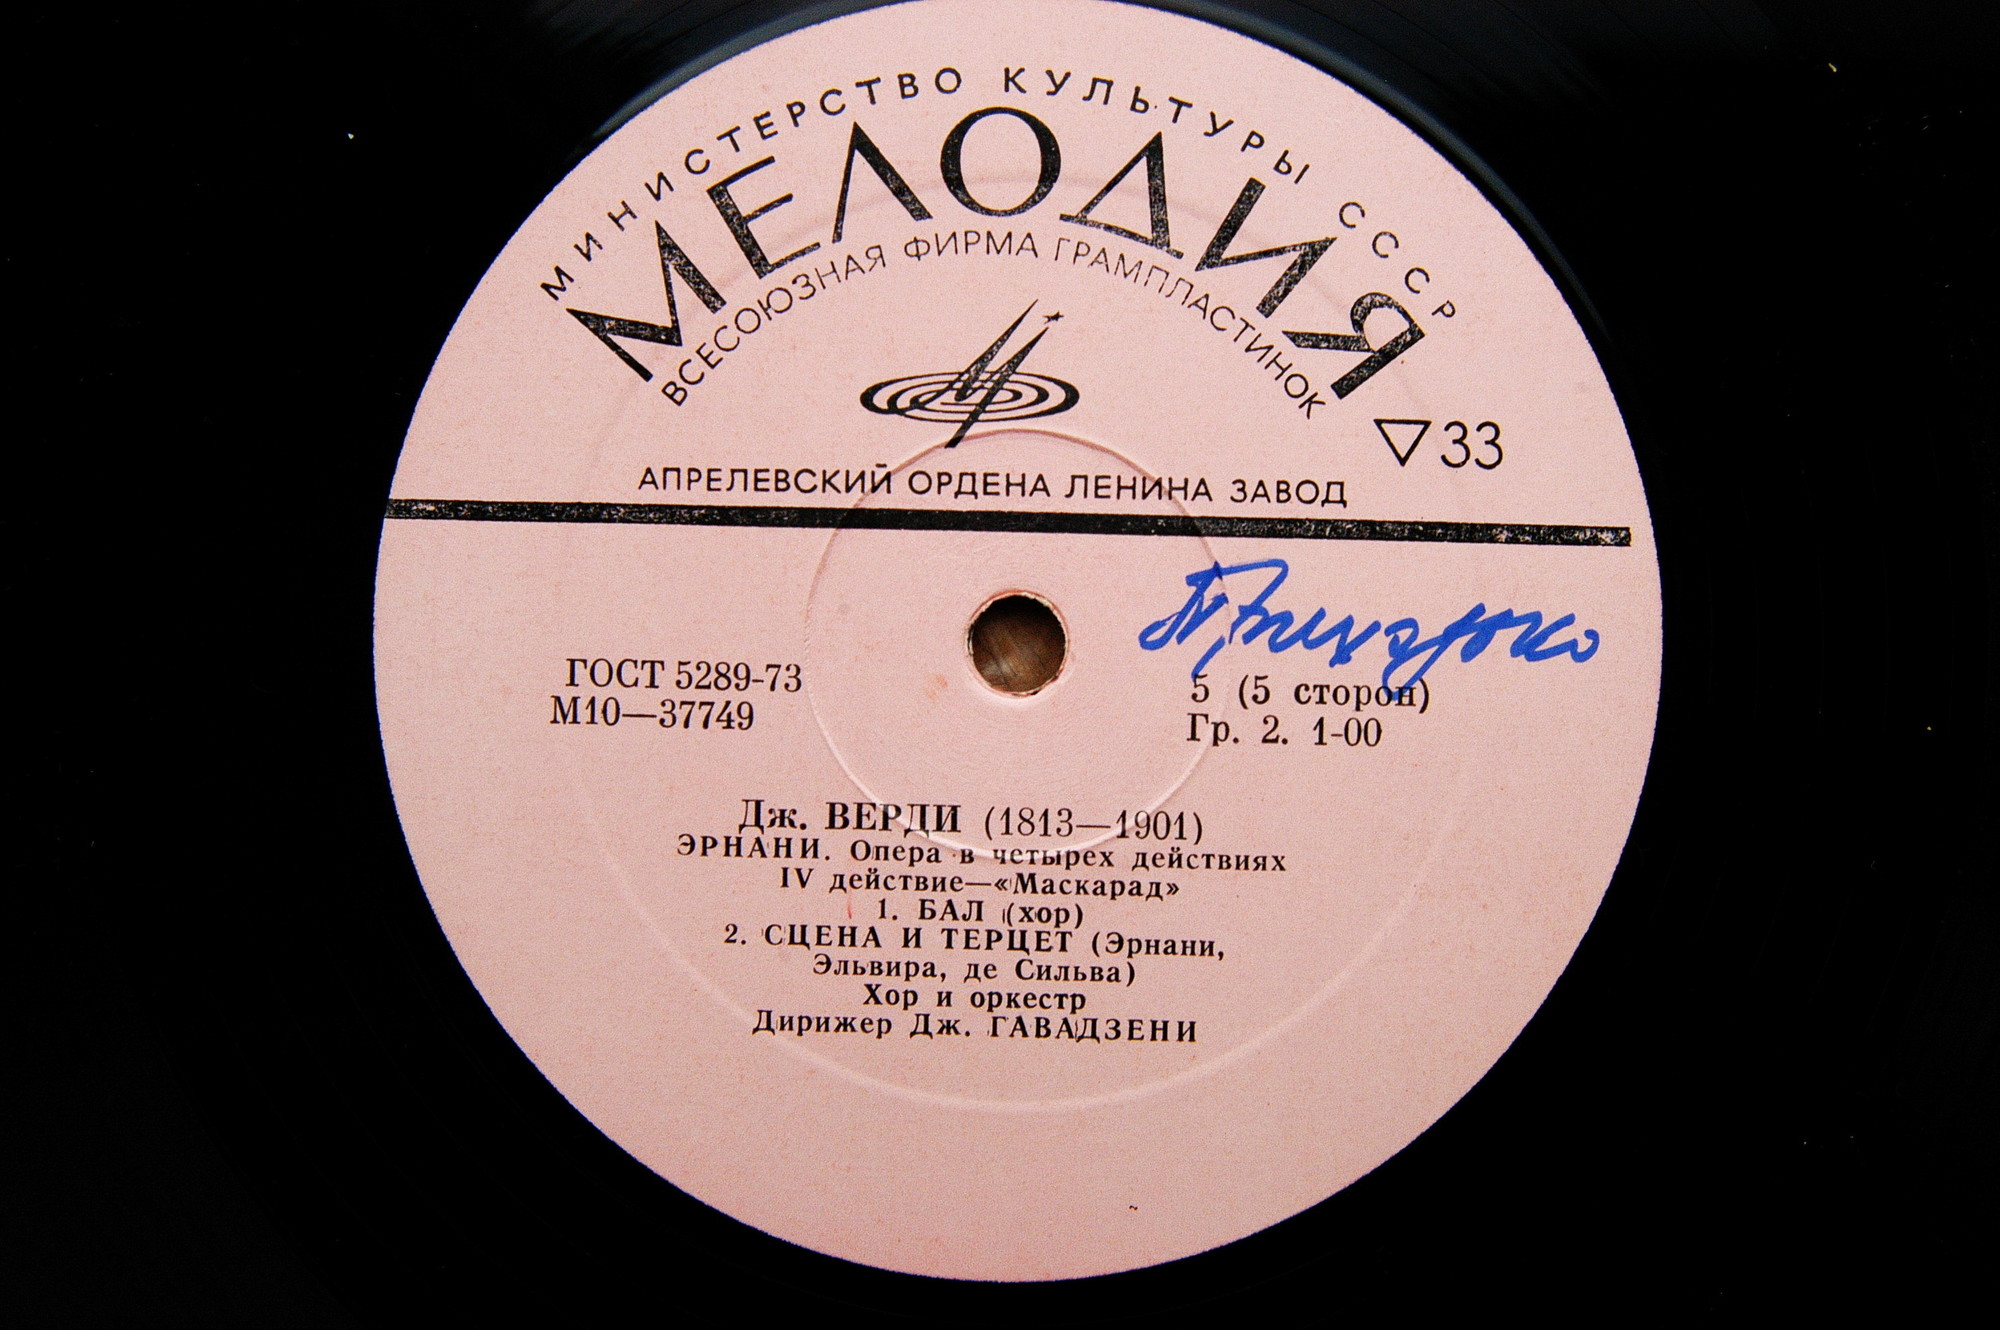 МИНИСТЕРСТВО КУЛЬТУРЫ СССР
МЕЛОДИЯ
ВСЕСОЮЗНАЯ ФИРМА ГРАМПЛАСТИНОК
33
АПРЕЛЕВСКИЙ ОРДЕНА ЛЕНИНА ЗАВОД
ГОСТ 5289-73
М10—37749
5 (5 сторон)
Гр. 2. 1-00
Дж. ВЕРДИ (1813—1901)
ЭРНАНИ. Опера в четырех действиях
IV действие—«Маскарад»
1. БАЛ (хор)
2. СЦЕНА И ТЕРЦЕТ (Эрнани,
Эльвира, де Сильва)
Хор и оркестр
Дирижер Дж. ГАВАДЗЕНИ